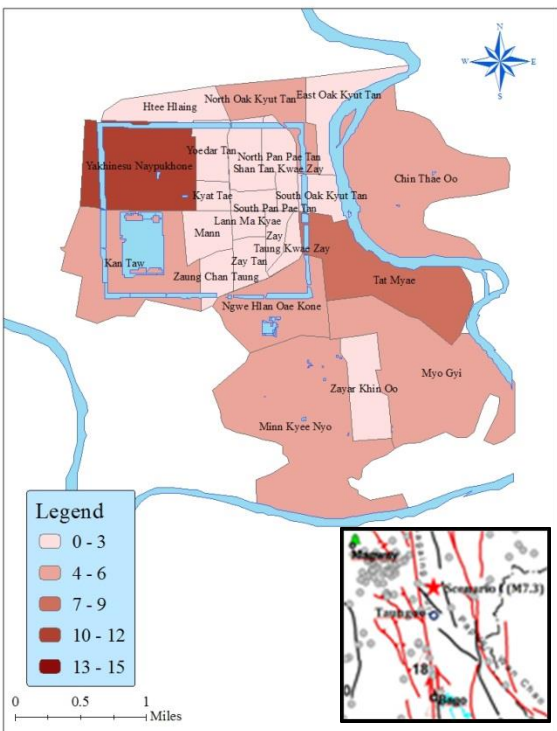 N
W
E
S
Htee Hlaing
North Oak Kyut Tan
East Oak Kyut Tan
Yoedar Tan
North Pan Pae Tan
Yakhinesu Naypukhone
Shan Tan Kwae Zay
Chin Thae Oo
Kyat Tae
South Oak Kyut Tan
South Pan Pae Tan
Lann Ma Kyae
Mann
Zay
Taung Kwae Zay
Kan Taw
Zay Tan
Zaung Chan Taung
Tat Myae
Ngwe Hlan Oae Kone
Zayar Khin Oo
Myo Gyi
Minn Kyee Nyo
Legend
0 - 3
4 - 6
7 - 9
10 - 12
13 - 15
0
0.5
1
Miles
Magway
Scenario I (M7.3)
Taungoo
18
Bago